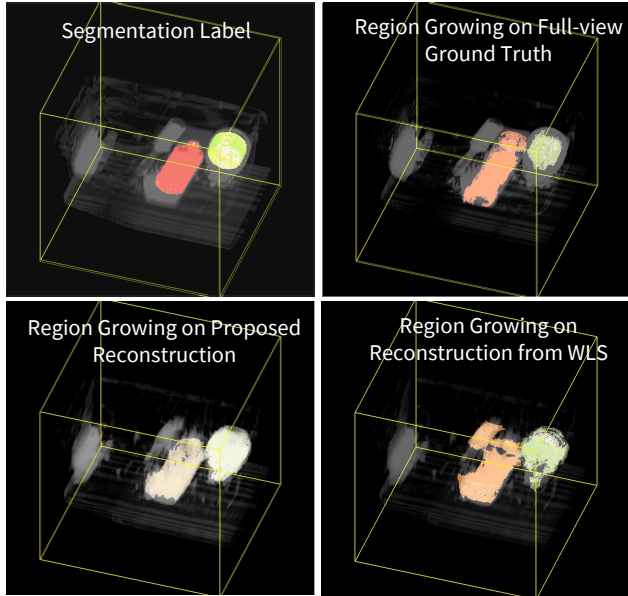 Segmentation Label
Region Growing on Full-view
Ground Truth
Region Growing on Proposed
Reconstruction
Region Growing on
Reconstruction from WLS